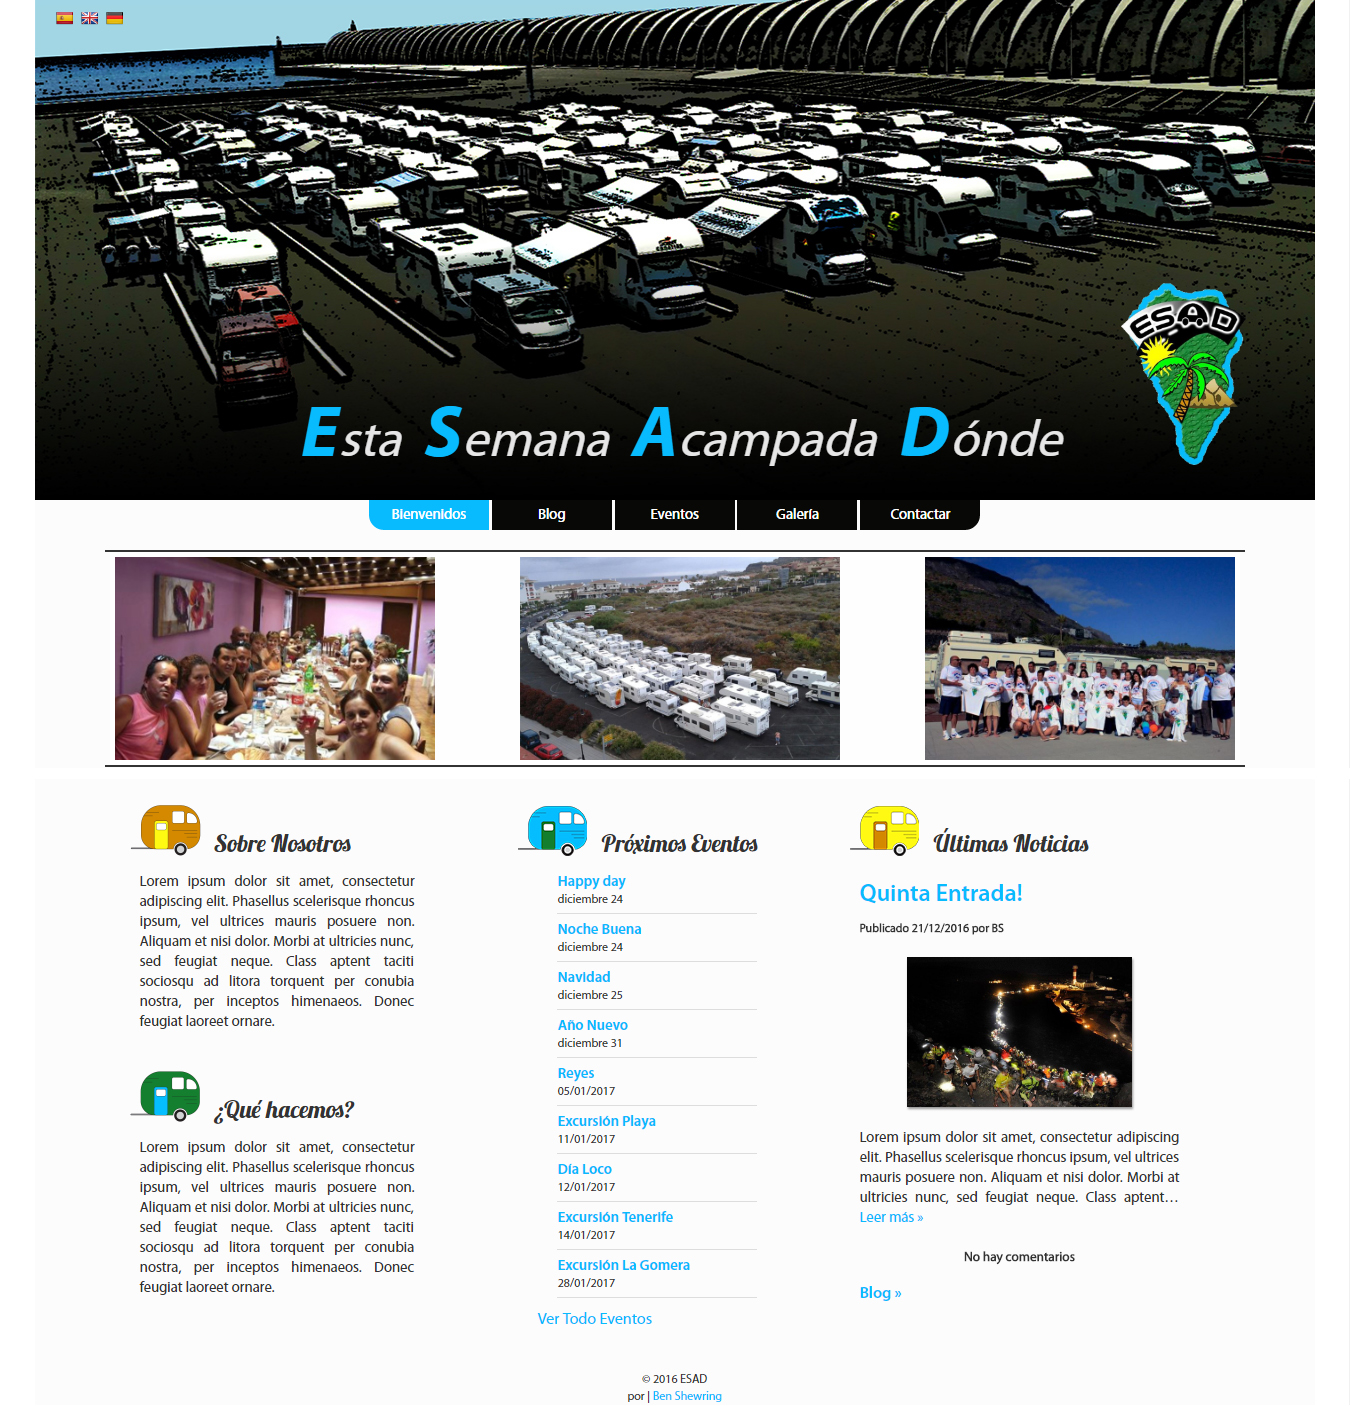 ESAD
Esta Semana Acampada Dónde
Bienvenidos
Blog
Eventos
Galería
Contactar
Sobre Nosotros
Lorem ipsum dolor sit amet, consectetur
adipiscing elit. Phasellus scelerisque rhoncus
ipsum, vel ultrices mauris posuere non.
Aliquam et nisi dolor. Morbi at ultricies nunc,
sed feugiat neque. Class aptent taciti
sociosqu ad litora torquent per conubia
nostra, per inceptos himenaeos. Donec
feugiat laoreet ornare.
¿Qué hacemos?
Lorem ipsum dolor sit amet, consectetur
adipiscing elit. Phasellus scelerisque rhoncus
ipsum, vel ultrices mauris posuere non.
Aliquam et nisi dolor. Morbi at ultricies nunc,
sed feugiat neque. Class aptent taciti
sociosqu ad litora torquent per conubia
nostra, per inceptos himenaeos. Donec
feugiat laoreet ornare.
Próximos Eventos
Happy day
diciembre 24
Noche Buena
diciembre 24
Navidad
diciembre 25
Año Nuevo
diciembre 31
Reyes
05/01/2017
Excursión Playa
11/01/2017
Día Loco
12/01/2017
Excursión Tenerife
14/01/2017
Excursión La Gomera
28/01/2017
Ver Todo Eventos
Últimas Noticias
Quinta Entrada!
Publicado 21/12/2016 por BS
Lorem ipsum dolor sit amet, consectetur adipiscing
elit. Phasellus scelerisque rhoncus ipsum, vel ultrices
mauris posuere non. Aliquam et nisi dolor. Morbi at
ultricies nunc, sed feugiat neque. Class aptent…
Leer más »
No hay comentarios
Blog »
© 2016 ESAD
por | Ben Shewring